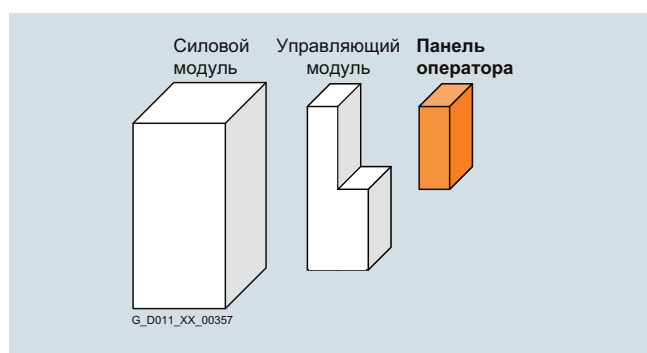 Силовой
модуль
Управляющий
модуль
Панель
оператора
G_D011_XX_00357